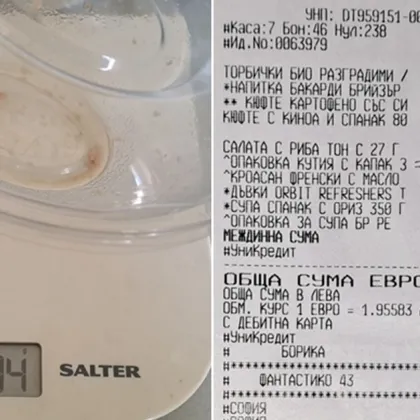 4
SALTER
УНП: DT959151-00
#Каса:7 Бон:46 Нул:238
#Ид.No:0063979
ТОРБИЧКИ БИО РАЗГРАДИМИ /
*НАПИТКА БАКАРДИ БРИЙЗЪР
** КЮФТЕ КАРТОФЕНО СЪС СИ
КЮФТЕ С КИНОА И СПАНАК 80
САЛАТА С РИБА ТОН С 27 Г
^ОПАКОВКА КУТИЯ С КАПАК 3 =
^КРОАСАН ФРЕНСКИ С МАСЛО
*ДЪВКИ ORBIT REFRESHERS T
*СУПА СПАНАК С ОРИЗ 350 Г
^ОПАКОВКА ЗА СУПА БР РЕ
МЕЖДИННА СУМА
#УниКредит
ОБЩА СУМА ЕВРО
ОБЩА СУМА В ЛЕВА
ОБМ. КУРС 1 ЕВРО = 1.95583
С ДЕБИТНА КАРТА
#УниКредит
# БОРИКА
#*******************
# ФАНТАСТИКО 43
#*******************
#СОФИЯ